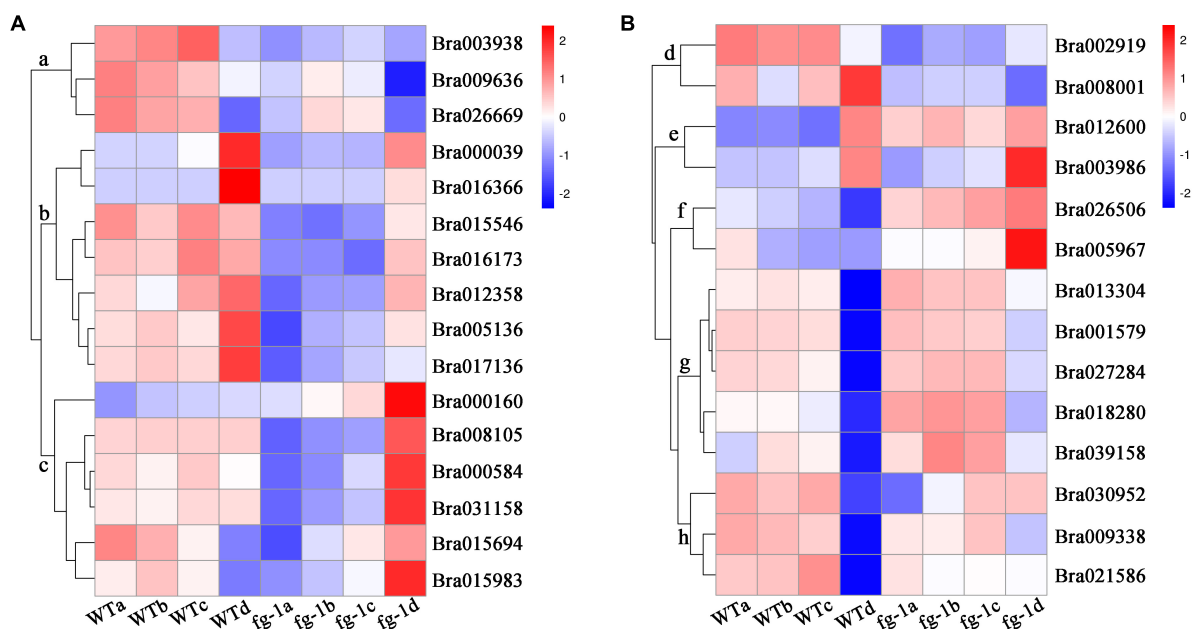 A
a
b
c
Bra003938
Bra009636
Bra026669
Bra000039
Bra016366
Bra015546
Bra016173
Bra012358
Bra005136
Bra017136
Bra000160
Bra008105
Bra000584
Bra031158
Bra015694
Bra015983
WTa WTb WTc WTd fg-1a fg-1b fg-1c fg-1d
2
1
0
-1
-2
B
d
e
f
g
h
Bra002919
Bra008001
Bra012600
Bra003986
Bra026506
Bra005967
Bra013304
Bra001579
Bra027284
Bra018280
Bra039158
Bra030952
Bra009338
Bra021586
WTa WTb WTc WTd fg-1a fg-1b fg-1c fg-1d
2
1
0
-1
-2